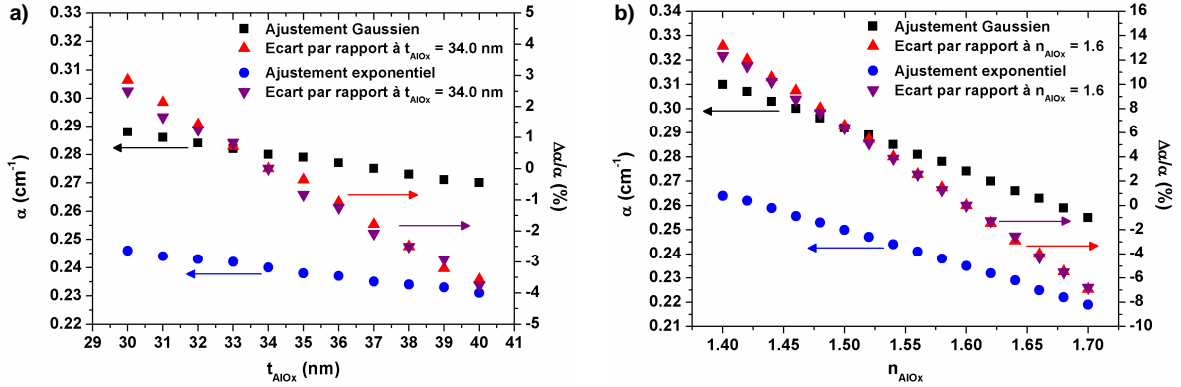 a)
Ajustement Gaussien
Ecart par rapport à tAlOx = 34.0 nm
Ajustement exponentiel
Ecart par rapport à tAlOx = 34.0 nm
0.33
0.32
0.31
0.30
0.29
0.28
0.27
0.26
0.25
0.24
0.23
0.22
α (cm-1)
5
4
3
2
1
0
-1
-2
-3
-4
-5
Δα/α (%)
29 30 31 32 33 34 35 36 37 38 39 40 41
tAlOx (nm)
b)
Ajustement Gaussien
Ecart par rapport à nAlOx = 1.6
Ajustement exponentiel
Ecart par rapport à nAlOx = 1.6
0.34
0.33
0.32
0.31
0.30
0.29
0.28
0.27
0.26
0.25
0.24
0.23
0.22
0.21
α (cm-1)
16
14
12
10
8
6
4
2
0
-2
-4
-6
-8
-10
Δα/α (%)
1.40 1.45 1.50 1.55 1.60 1.65 1.70
nAlOx